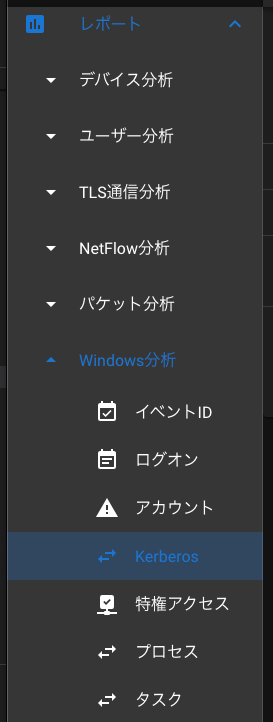 レポート
デバイス分析
ユーザー分析
TLS通信分析
NetFlow分析
パケット分析
Windows分析
イベントID
ログオン
アカウント
Kerberos
特権アクセス
プロセス
タスク